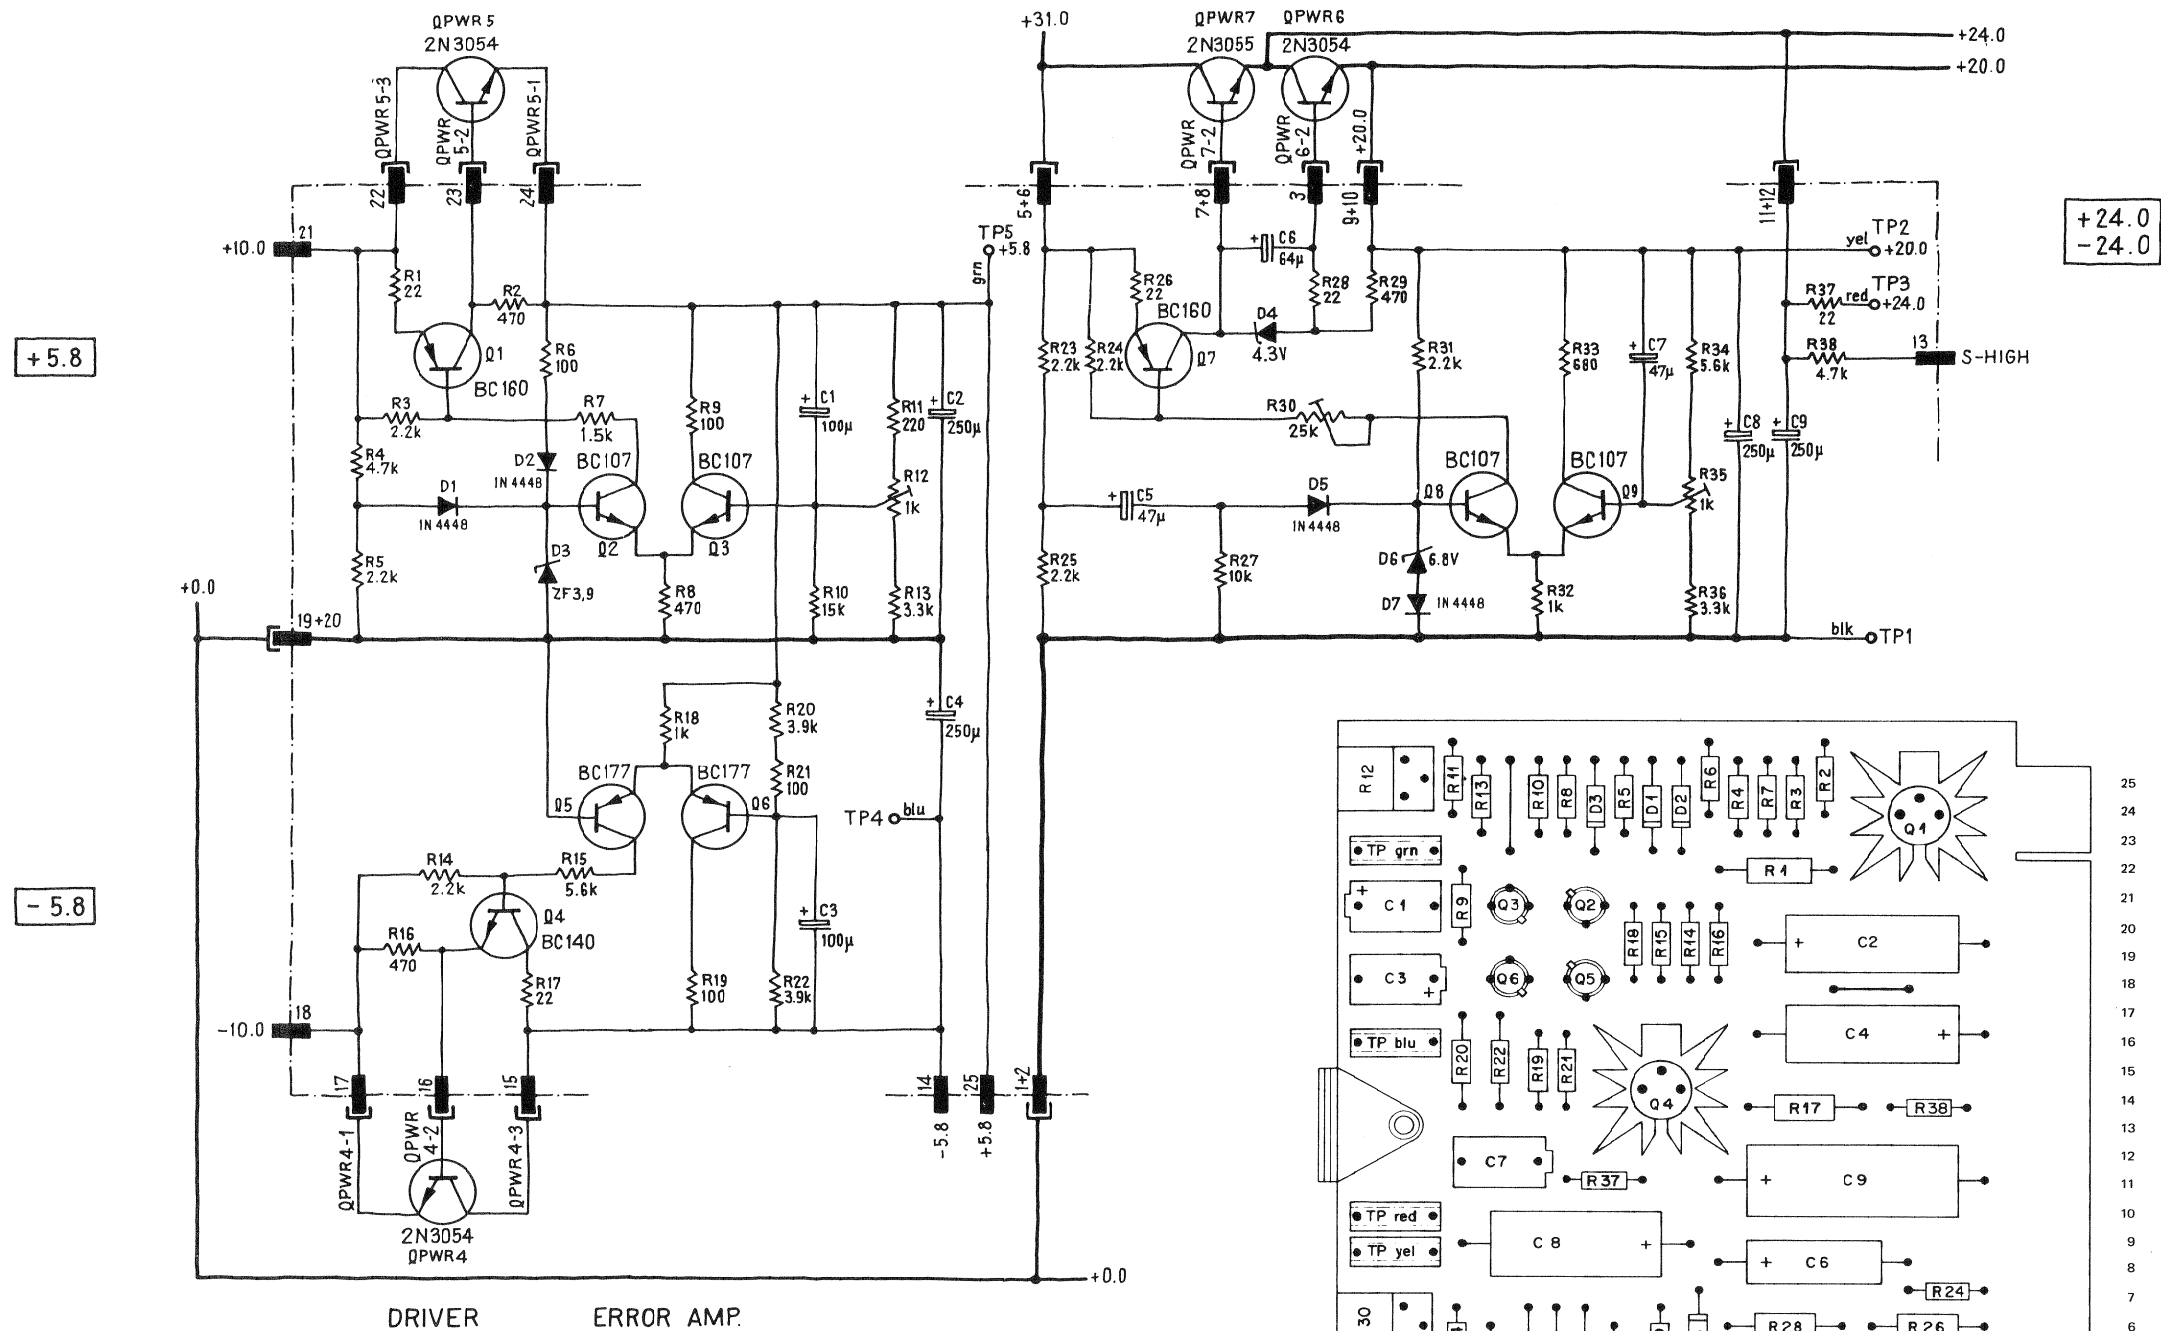 QPWR 5
2N3054
QPWR5-3
QPWR
5-2
QPWR5-1
22
23
24
+10.0
21
R1
22
R2
470
Q1
BC160
R6
100
R3
2.2k
R7
1.5k
R4
4.7k
D2
1N4448
BC107
BC107
D1
1N4448
R5
2.2k
D3
ZF3,9
Q2
Q3
R8
470
R9
100
C1
100µ
R11
220
C2
250µ
R12
1k
R10
15k
R13
3.3k
TP5
+5.8
grn
+5.8
+0.0
19+20
R18
1k
R20
3.9k
C4
250µ
R21
100
BC177
BC177
Q5
Q6
TP4
blu
R14
2.2k
R15
5.6k
- 5.8
Q4
BC140
R16
470
R17
22
R19
100
R22
3.9k
C3
100µ
-10.0
18
17
16
15
QPWR4-1
QPWR
4-2
QPWR4-3
2N3054
QPWR4
14
25
1+2
-5.8
+5.8
+0.0
DRIVER
ERROR AMP.
+31.0
QPWR7
2N3055
QPWR6
2N3054
+24.0
+20.0
QPWR
7-2
QPWR
6-2
+20.0
5+6
7+8
3
9+10
11+12
C6
64µ
R26
22
BC160
Q7
D4
4.3V
R28
22
R29
470
R23
2.2k
R24
2.2k
R31
2.2k
R33
680
C7
47µ
R34
5.6k
yel
TP2
+20.0
R37
22
red
TP3
+24.0
R38
4.7k
13
S-HIGH
+24.0
-24.0
R30
25k
C8
250µ
C9
250µ
BC107
BC107
Q8
Q9
R35
1k
C5
47µ
D5
1N4448
R25
2.2k
R27
10k
D6
6.8V
D7
1N4448
R32
1k
R36
3.3k
blk
TP1
R12
R11
R13
R10
R8
D3
R5
D1
D2
R6
R4
R7
R3
R2
Q1
TP grn
R1
C1
R9
Q3
Q2
R18
R15
R14
R16
C2
C3
Q6
Q5
C4
TP blu
R20
R22
R19
R21
Q4
R17
R38
C7
R37
C9
TP red
TP yel
C8
C6
R24
30
R28
R26
25
24
23
22
21
20
19
18
17
16
15
14
13
12
11
10
9
8
7
6